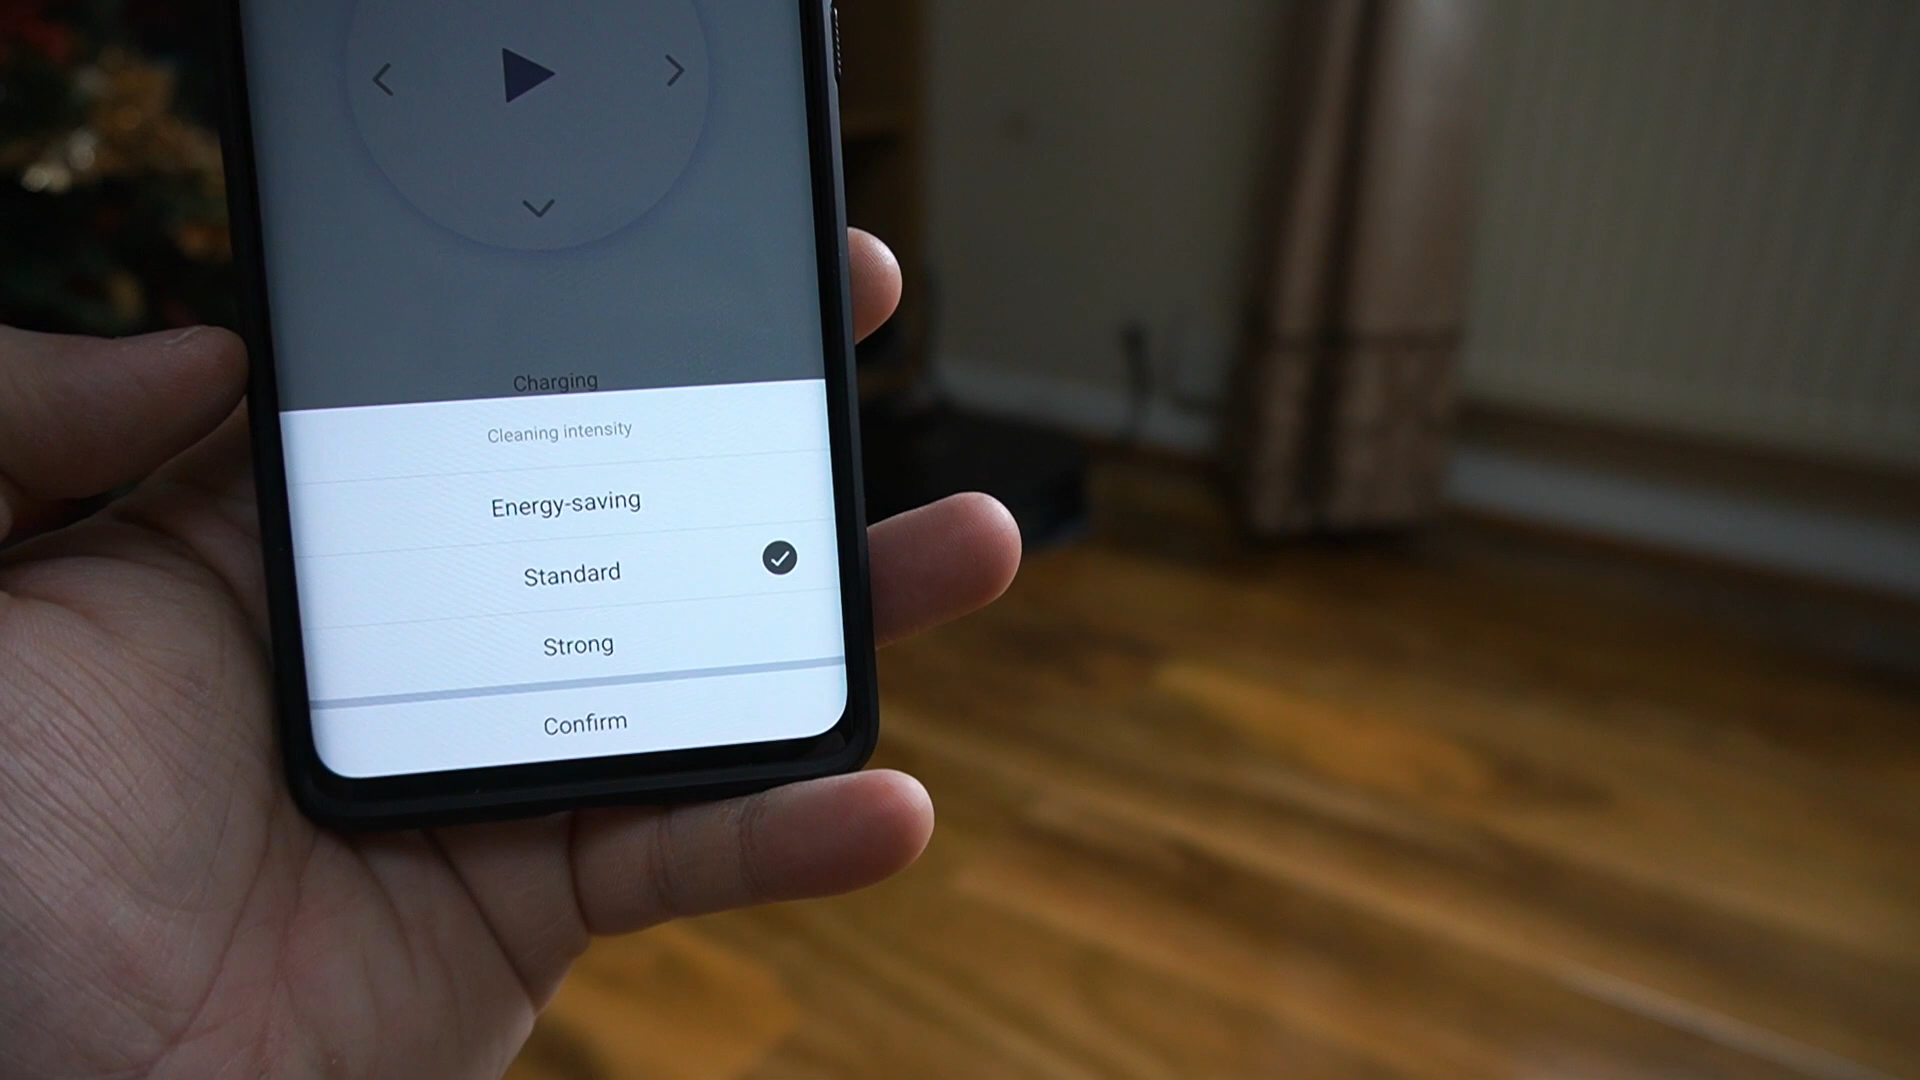 Charging
Cleaning intensity
Energy-saving
Standard
Strong
Confirm